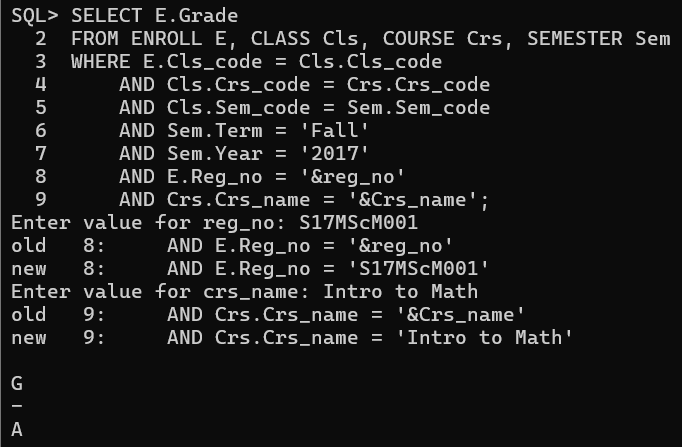 SQL> SELECT E.Grade
  2  FROM ENROLL E, CLASS Cls, COURSE Crs, SEMESTER Sem
  3  WHERE E.Cls_code = Cls.Cls_code
  4      AND Cls.Crs_code = Crs.Crs_code
  5      AND Cls.Sem_code = Sem.Sem_code
  6      AND Sem.Term = 'Fall'
  7      AND Sem.Year = '2017'
  8      AND E.Reg_no = '&reg_no'
  9      AND Crs.Crs_name = '&Crs_name';
Enter value for reg_no: S17MScM001
old   8:     AND E.Reg_no = '&reg_no'
new   8:     AND E.Reg_no = 'S17MScM001'
Enter value for crs_name: Intro to Math
old   9:     AND Crs.Crs_name = '&Crs_name'
new   9:     AND Crs.Crs_name = 'Intro to Math'

G
-
A